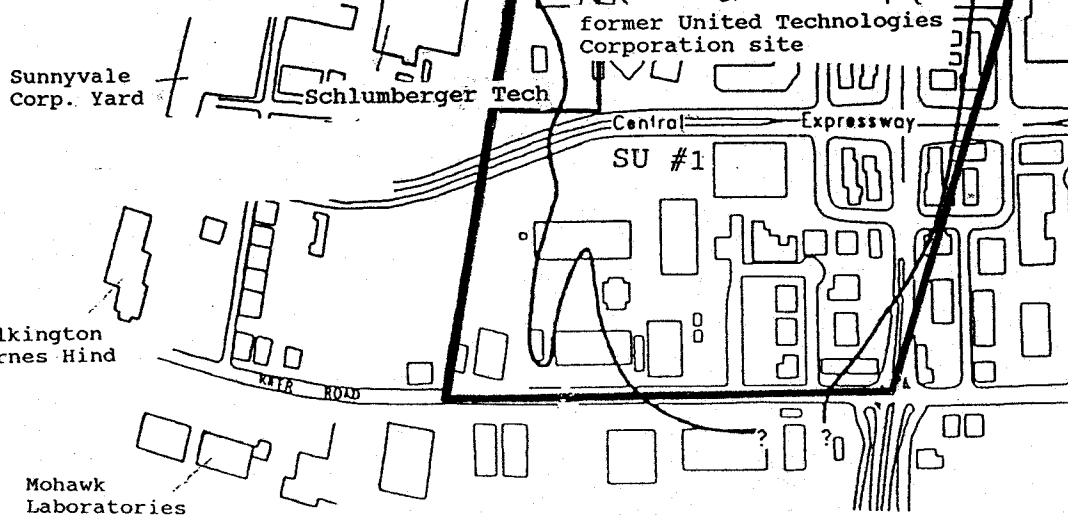 former United Technologies
Corporation site
Sunnyvale
Corp. Yard
Schlumberger Tech
Central Expressway
SU #1
lkington
rnes Hind
ROAD
?
?
Mohawk
Laboratories